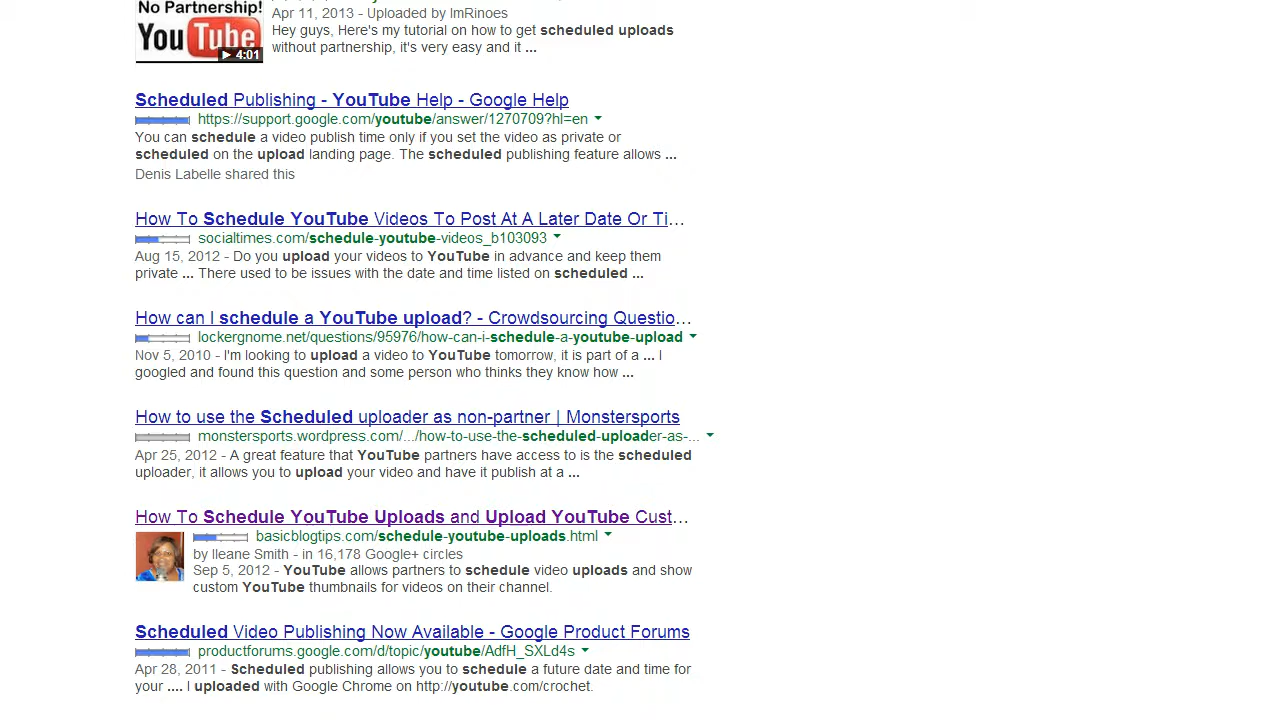 No Partnership!
You Tube
4:01
Apr 11, 2013 - Uploaded by ImRinoes
Hey guys, Here's my tutorial on how to get scheduled uploads
without partnership, it's very easy and it ...
Scheduled Publishing - YouTube Help - Google Help
https://support.google.com/youtube/answer/1270709?hl=en
You can schedule a video publish time only if you set the video as private or
scheduled on the upload landing page. The scheduled publishing feature allows ...
Denis Labelle shared this
How To Schedule YouTube Videos To Post At A Later Date Or Ti...
socialtimes.com/schedule-youtube-videos_b103093
Aug 15, 2012 - Do you upload your videos to YouTube in advance and keep them
private ... There used to be issues with the date and time listed on scheduled ...
How can I schedule a YouTube upload? - Crowdsourcing Questio...
lockergnome.net/questions/95976/how-can-i-schedule-a-youtube-upload
Nov 5, 2010 - I'm looking to upload a video to YouTube tomorrow, it is part of a ... I
googled and found this question and some person who thinks they know how ...
How to use the Scheduled uploader as non-partner | Monstersports
monstersports.wordpress.com/.../how-to-use-the-scheduled-uploader-as-...
Apr 25, 2012 - A great feature that YouTube partners have access to is the scheduled
uploader, it allows you to upload your video and have it publish at a ...
How To Schedule YouTube Uploads and Upload YouTube Cust...
basicblogtips.com/schedule-youtube-uploads.html
by Ileane Smith - in 16,178 Google+ circles
Sep 5, 2012 - YouTube allows partners to schedule video uploads and show
custom YouTube thumbnails for videos on their channel.
Scheduled Video Publishing Now Available - Google Product Forums
productforums.google.com/d/topic/youtube/AdfH_SXLd4s
Apr 28, 2011 - Scheduled publishing allows you to schedule a future date and time for
your .... I uploaded with Google Chrome on http://youtube.com/crochet.